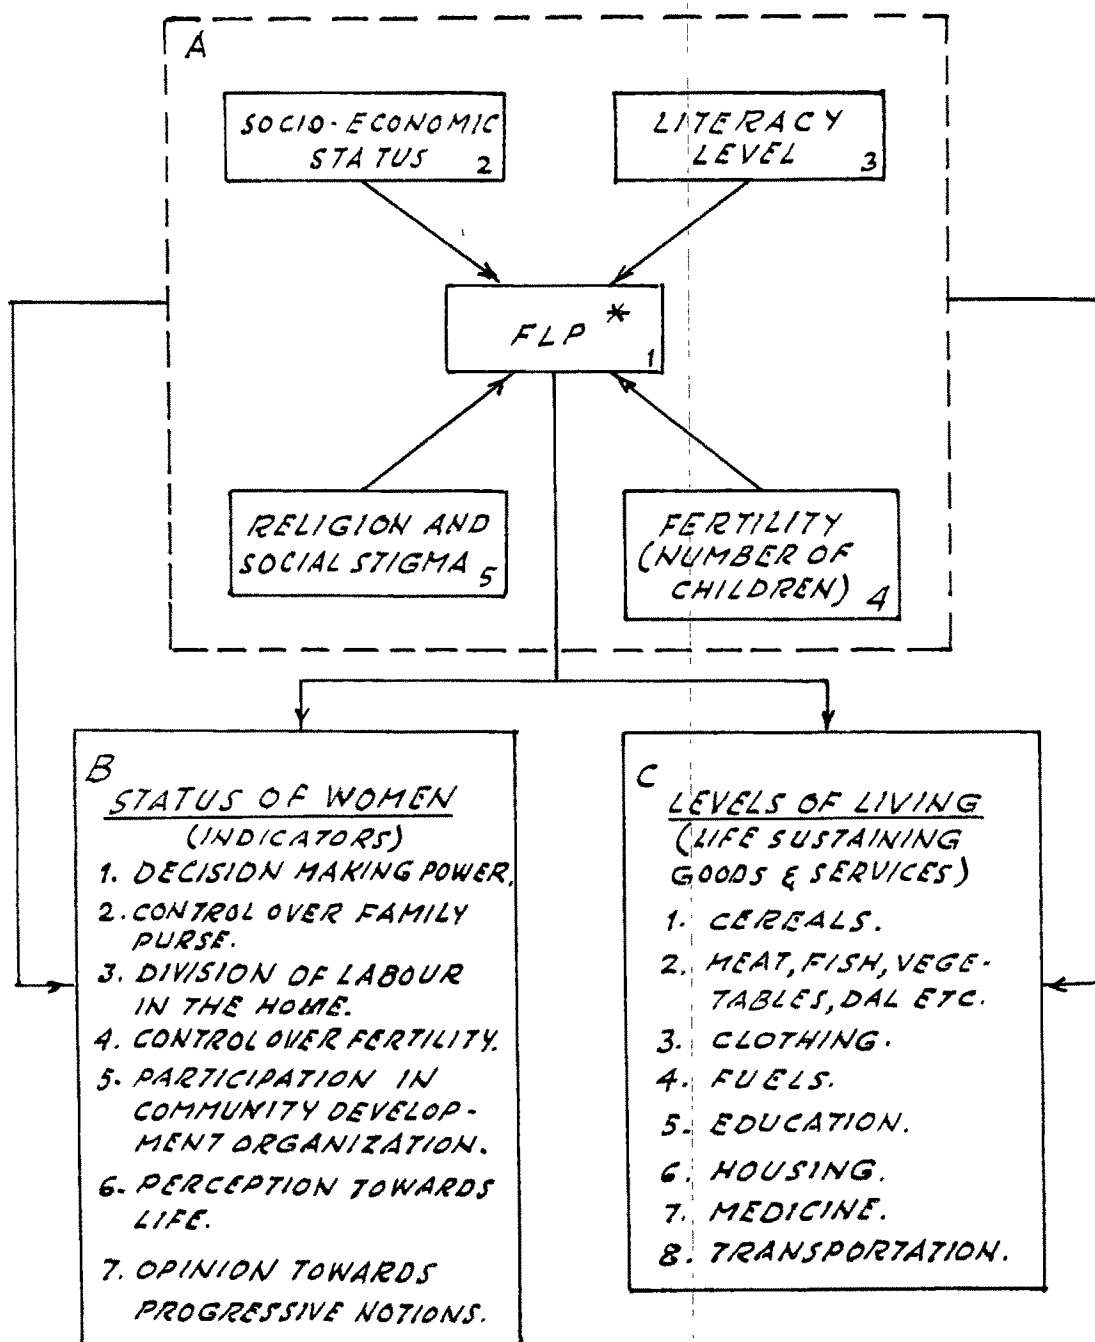 A
SOCIO-ECONOMIC
STATUS 2
LITERACY
LEVEL 3
FLP *
1
RELIGION AND
SOCIAL STIGMA 5
FERTILITY
(NUMBER OF
CHILDREN) 4
B
STATUS OF WOMEN
(INDICATORS)
1. DECISION MAKING POWER.
2. CONTROL OVER FAMILY
PURSE.
3. DIVISION OF LABOUR
IN THE HOME.
4. CONTROL OVER FERTILITY.
5. PARTICIPATION IN
COMMUNITY DEVELOP-
MENT ORGANIZATION.
6. PERCEPTION TOWARDS
LIFE.
7. OPINION TOWARDS
PROGRESSIVE NOTIONS.
C
LEVELS OF LIVING
(LIFE SUSTAINING
GOODS & SERVICES)
1. CEREALS.
2. MEAT, FISH, VEGE-
TABLES, DAL ETC.
3. CLOTHING.
4. FUELS.
5. EDUCATION.
6. HOUSING.
7. MEDICINE.
8. TRANSPORTATION.